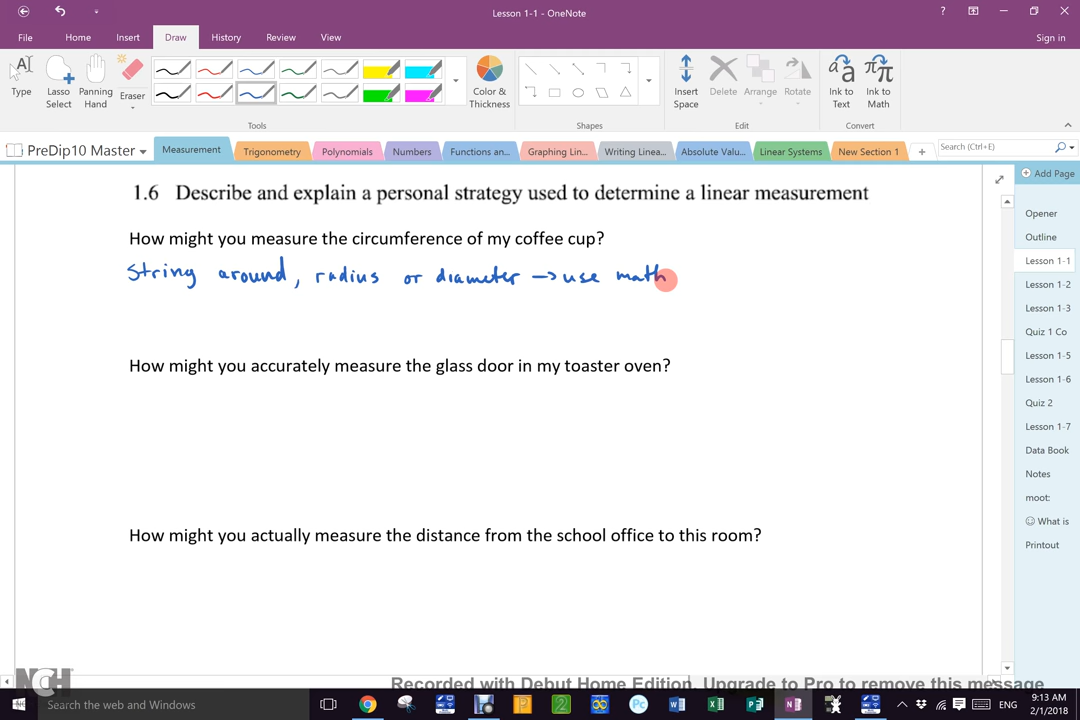 Lesson 1-1 - OneNote
?
File Home Insert Draw History Review View
Sign in
Type
Lasso Select
Panning Hand
Eraser
Color & Thickness
Insert Space
Delete
Arrange
Rotate
Ink to Text
Ink to Math
Tools
Shapes
Edit
Convert
PreDip10 Master
Measurement
Trigonometry
Polynomials
Numbers
Functions an...
Graphing Lin...
Writing Linea...
Absolute Valu...
Linear Systems
New Section 1
+
Search (Ctrl+E)
Add Page
Opener
Outline
Lesson 1-1
Lesson 1-2
Lesson 1-3
Quiz 1 Co
Lesson 1-5
Lesson 1-6
Quiz 2
Lesson 1-7
Data Book
Notes
moot:
What is
Printout
1.6 Describe and explain a personal strategy used to determine a linear measurement
How might you measure the circumference of my coffee cup?
String around, radius or diameter → use math
How might you accurately measure the glass door in my toaster oven?
How might you actually measure the distance from the school office to this room?
NCH
Recorded with Debut Home Edition. Upgrade to Pro to remove this message
Search the web and Windows
ENG
9:13 AM
2/1/2018